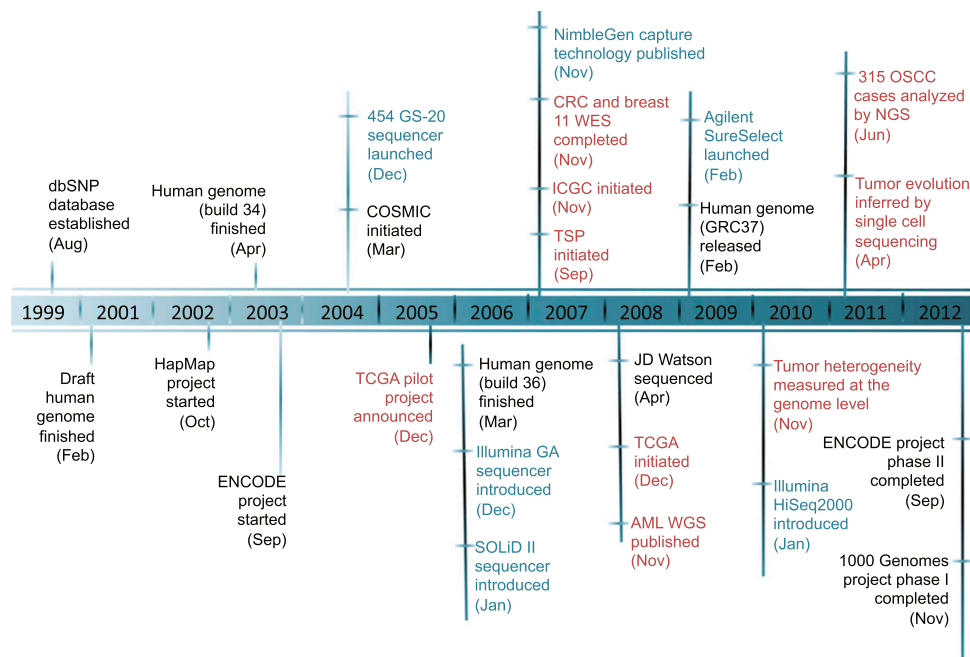 NimbleGen capture
technology published
(Nov)
CRC and breast
11 WES
completed
(Nov)
ICGC initiated
(Nov)
TSP
initiated
(Sep)
315 OSCC
cases analyzed
by NGS
(Jun)
Tumor evolution
inferred by
single cell
sequencing
(Apr)
454 GS-20
sequencer
launched
(Dec)
COSMIC
initiated
(Mar)
Agilent
SureSelect
launched
(Feb)
Human genome
(GRC37)
released
(Feb)
dbSNP
database
established
(Aug)
Human genome
(build 34)
finished
(Apr)
1999 2001 2002 2003 2004 2005 2006 2007 2008 2009 2010 2011 2012
Draft
human
genome
finished
(Feb)
HapMap
project
started
(Oct)
ENCODE
project
started
(Sep)
TCGA pilot
project
announced
(Dec)
Human genome
(build 36)
finished
(Mar)
Illumina GA
sequencer
introduced
(Dec)
SOLiD II
sequencer
introduced
(Jan)
JD Watson
sequenced
(Apr)
TCGA
initiated
(Dec)
AML WGS
published
(Nov)
Tumor heterogeneity
measured at the
genome level
(Nov)
Illumina
HiSeq2000
introduced
(Jan)
ENCODE project
phase II
completed
(Sep)
1000 Genomes
project phase I
completed
(Nov)